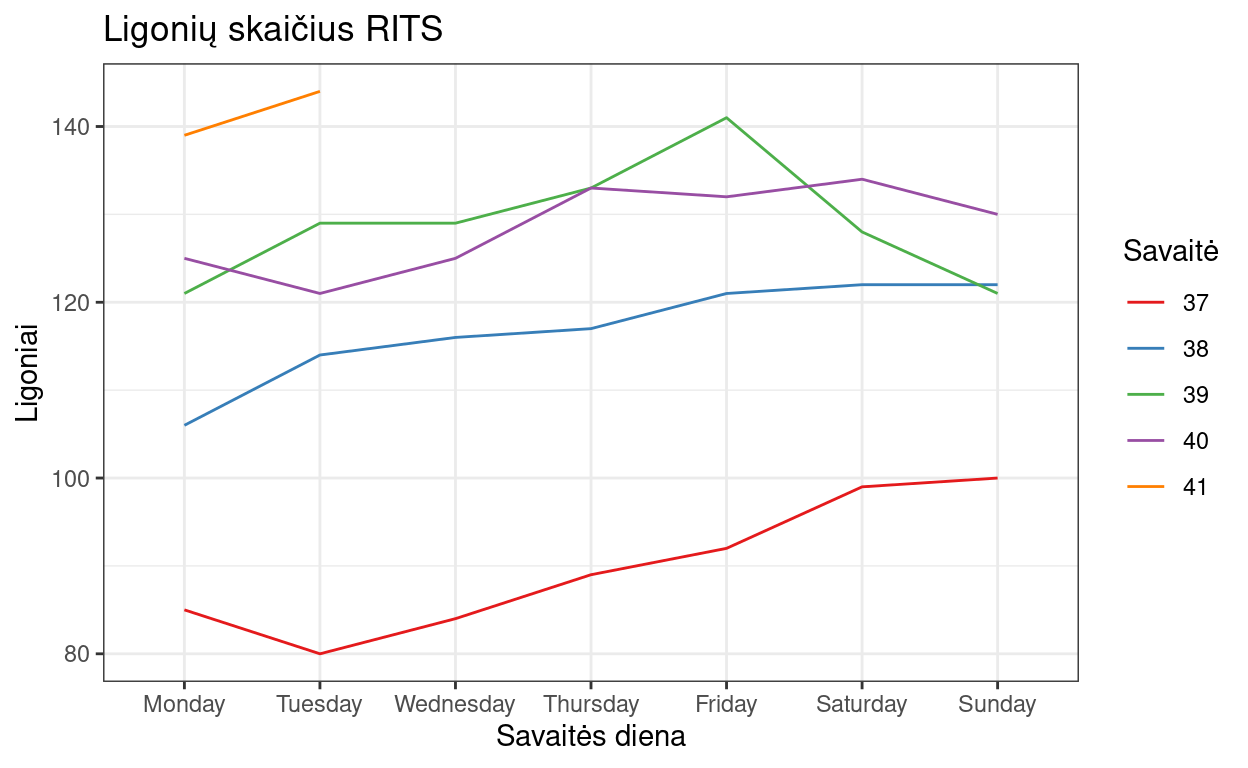 Ligonių skaičius RITS
140
120
100
80
Ligoniai
Monday Tuesday Wednesday Thursday Friday Saturday Sunday
Savaitės diena
Savaitė
37
38
39
40
41